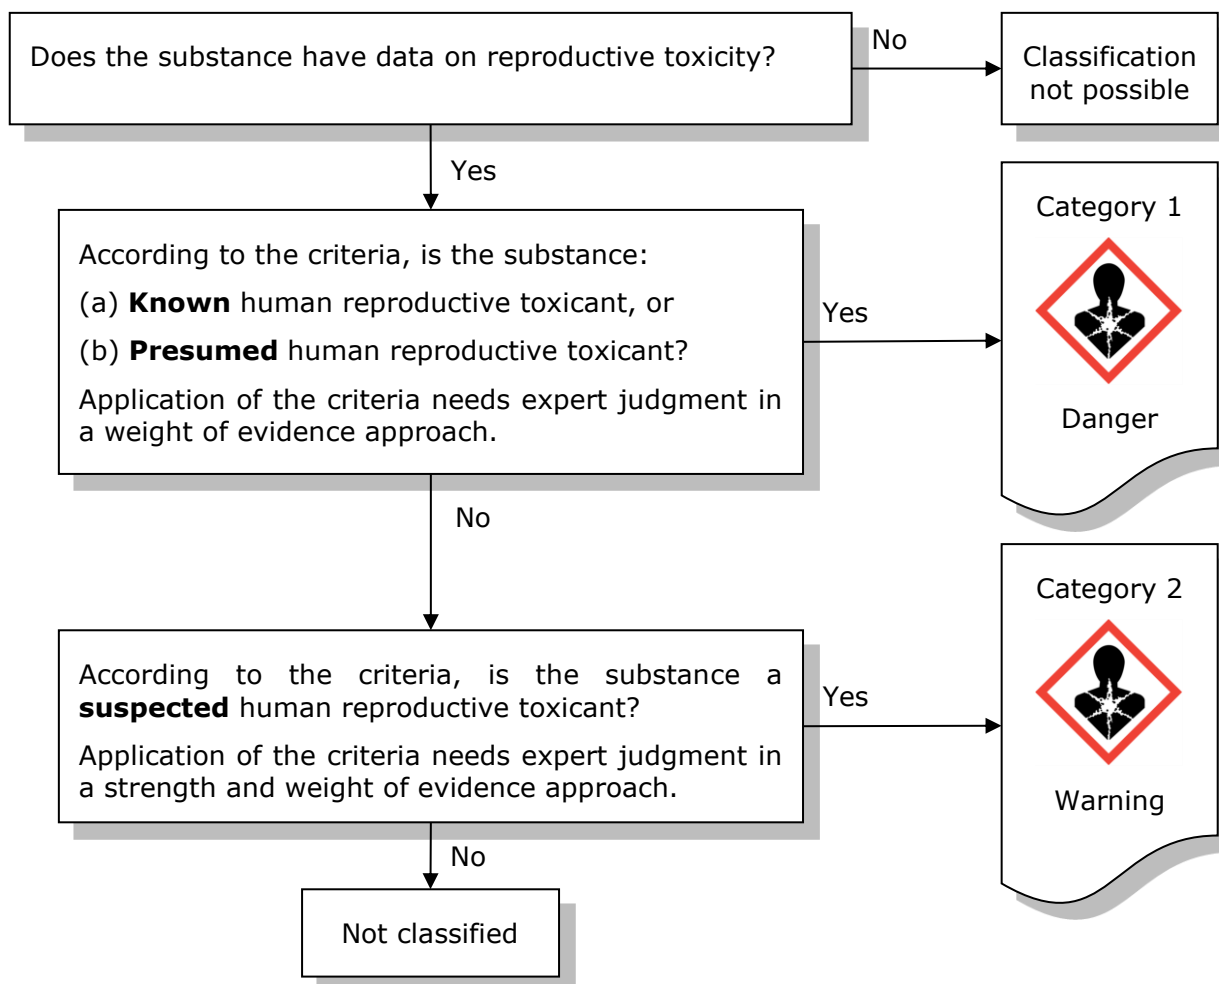 Does the substance have data on reproductive toxicity?
No
Classification
not possible
Yes
According to the criteria, is the substance:
(a) Known human reproductive toxicant, or
(b) Presumed human reproductive toxicant?
Application of the criteria needs expert judgment in
a weight of evidence approach.
Yes
Category 1
Danger
No
According to the criteria, is the substance a
suspected human reproductive toxicant?
Application of the criteria needs expert judgment in
a strength and weight of evidence approach.
Yes
Category 2
Warning
No
Not classified